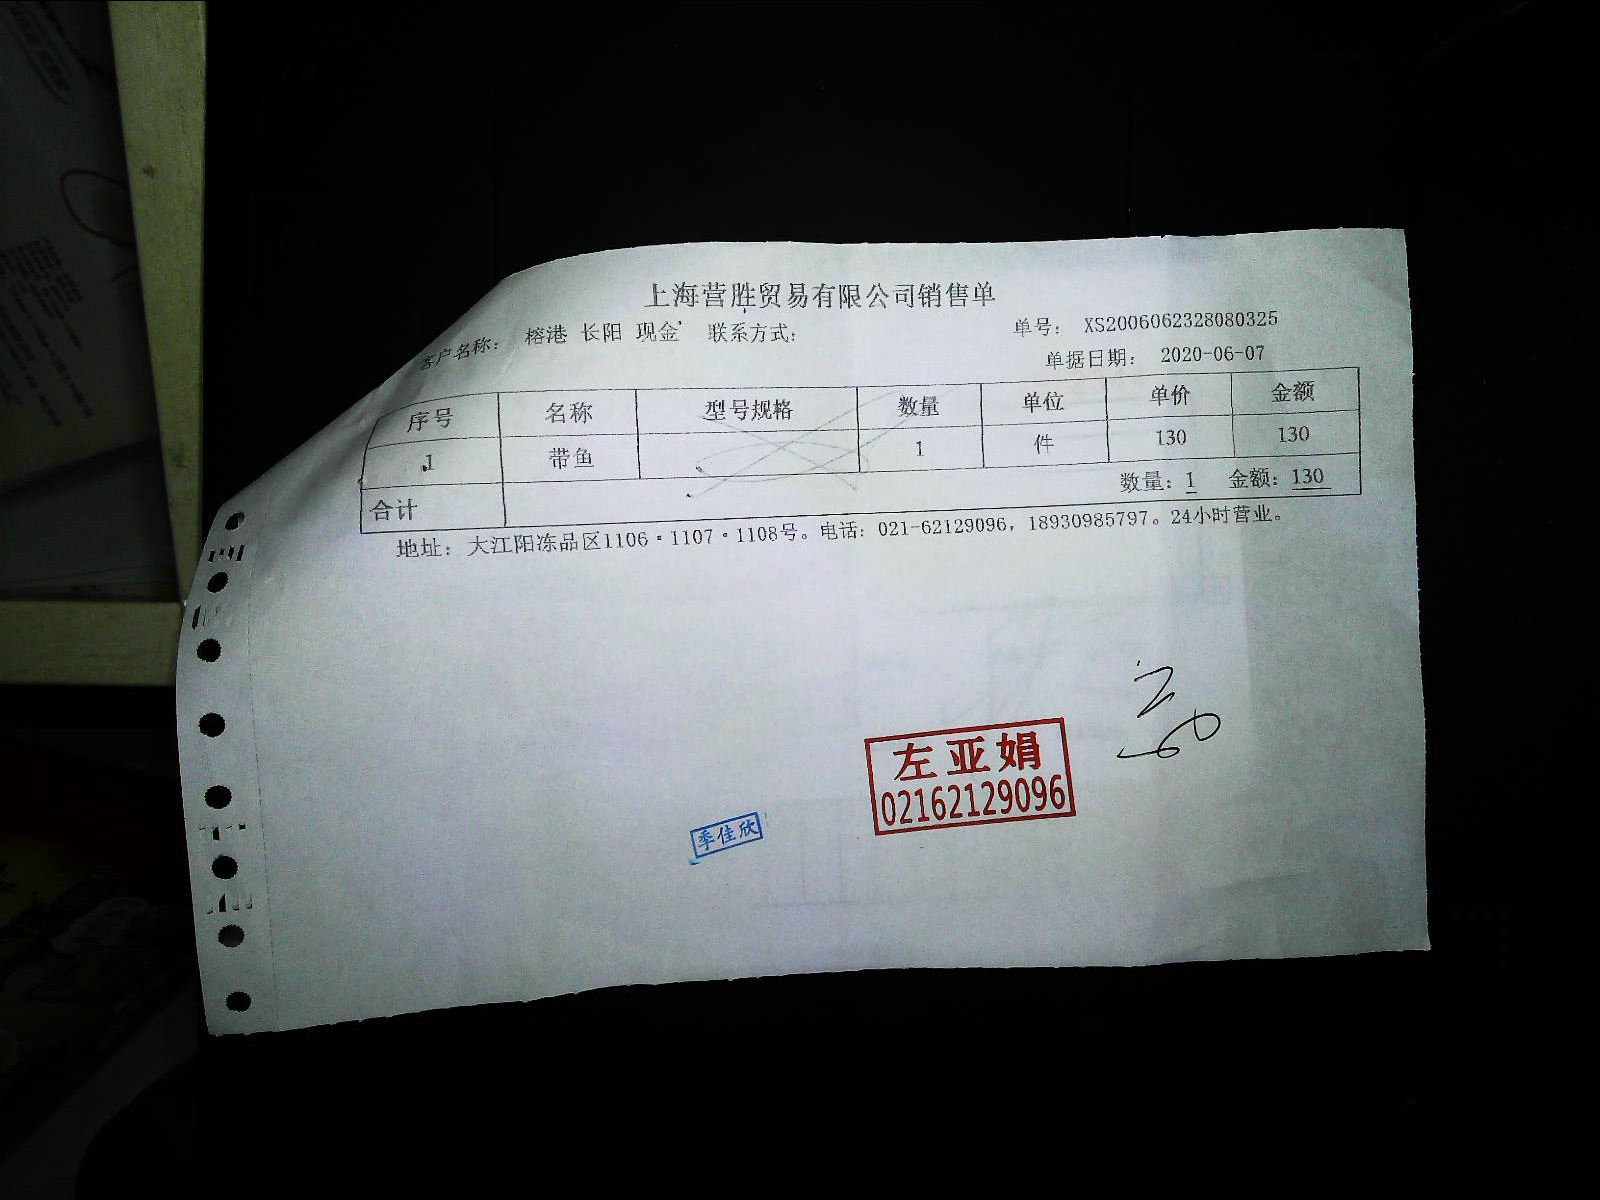 上海营胜贸易有限公司销售单
客户名称： 榕港 长阳 现金 联系方式： 单号： XS2006062328080325
单据日期： 2020-06-07
序号 名称 型号规格 数量 单位 单价 金额
1 带鱼 1 件 130 130
合计 数量：1 金额：130
地址：大江阳冻品区1106·1107·1108号。电话：021-62129096，18930985797。24小时营业。
左亚娟
02162129096
季佳欣